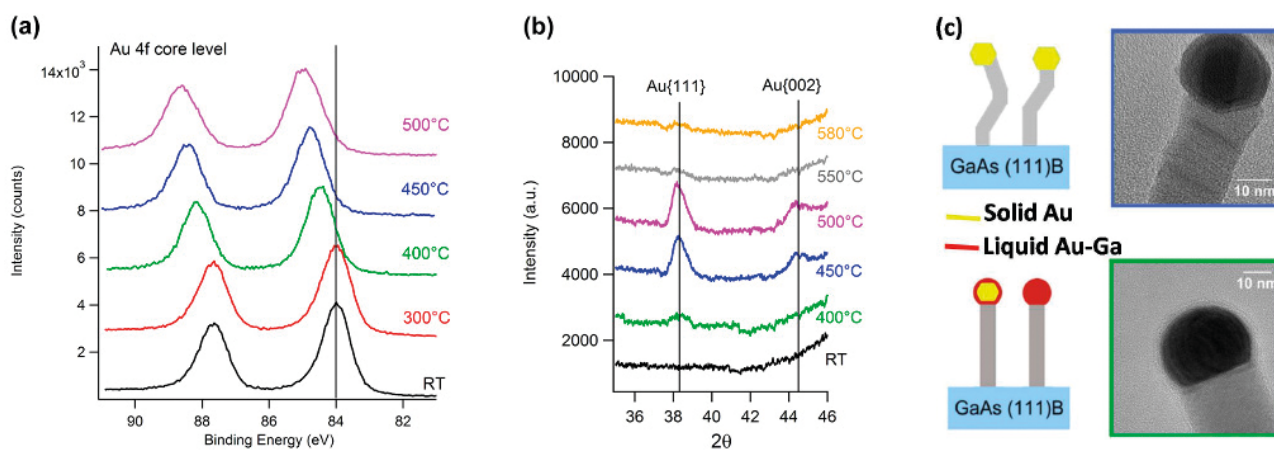 (a)
Au 4f core level
14x10³
12
10
8
6
4
2
Intensity (counts)
500°C
450°C
400°C
300°C
RT
90 88 86 84 82
Binding Energy (eV)
(b)
Au{111} Au{002}
10000
8000
6000
4000
2000
Intensity (a.u.)
580°C
550°C
500°C
450°C
400°C
RT
36 38 40 42 44 46
2θ
(c)
GaAs (111)B
10 nm
Solid Au
Liquid Au-Ga
10 nm
GaAs (111)B